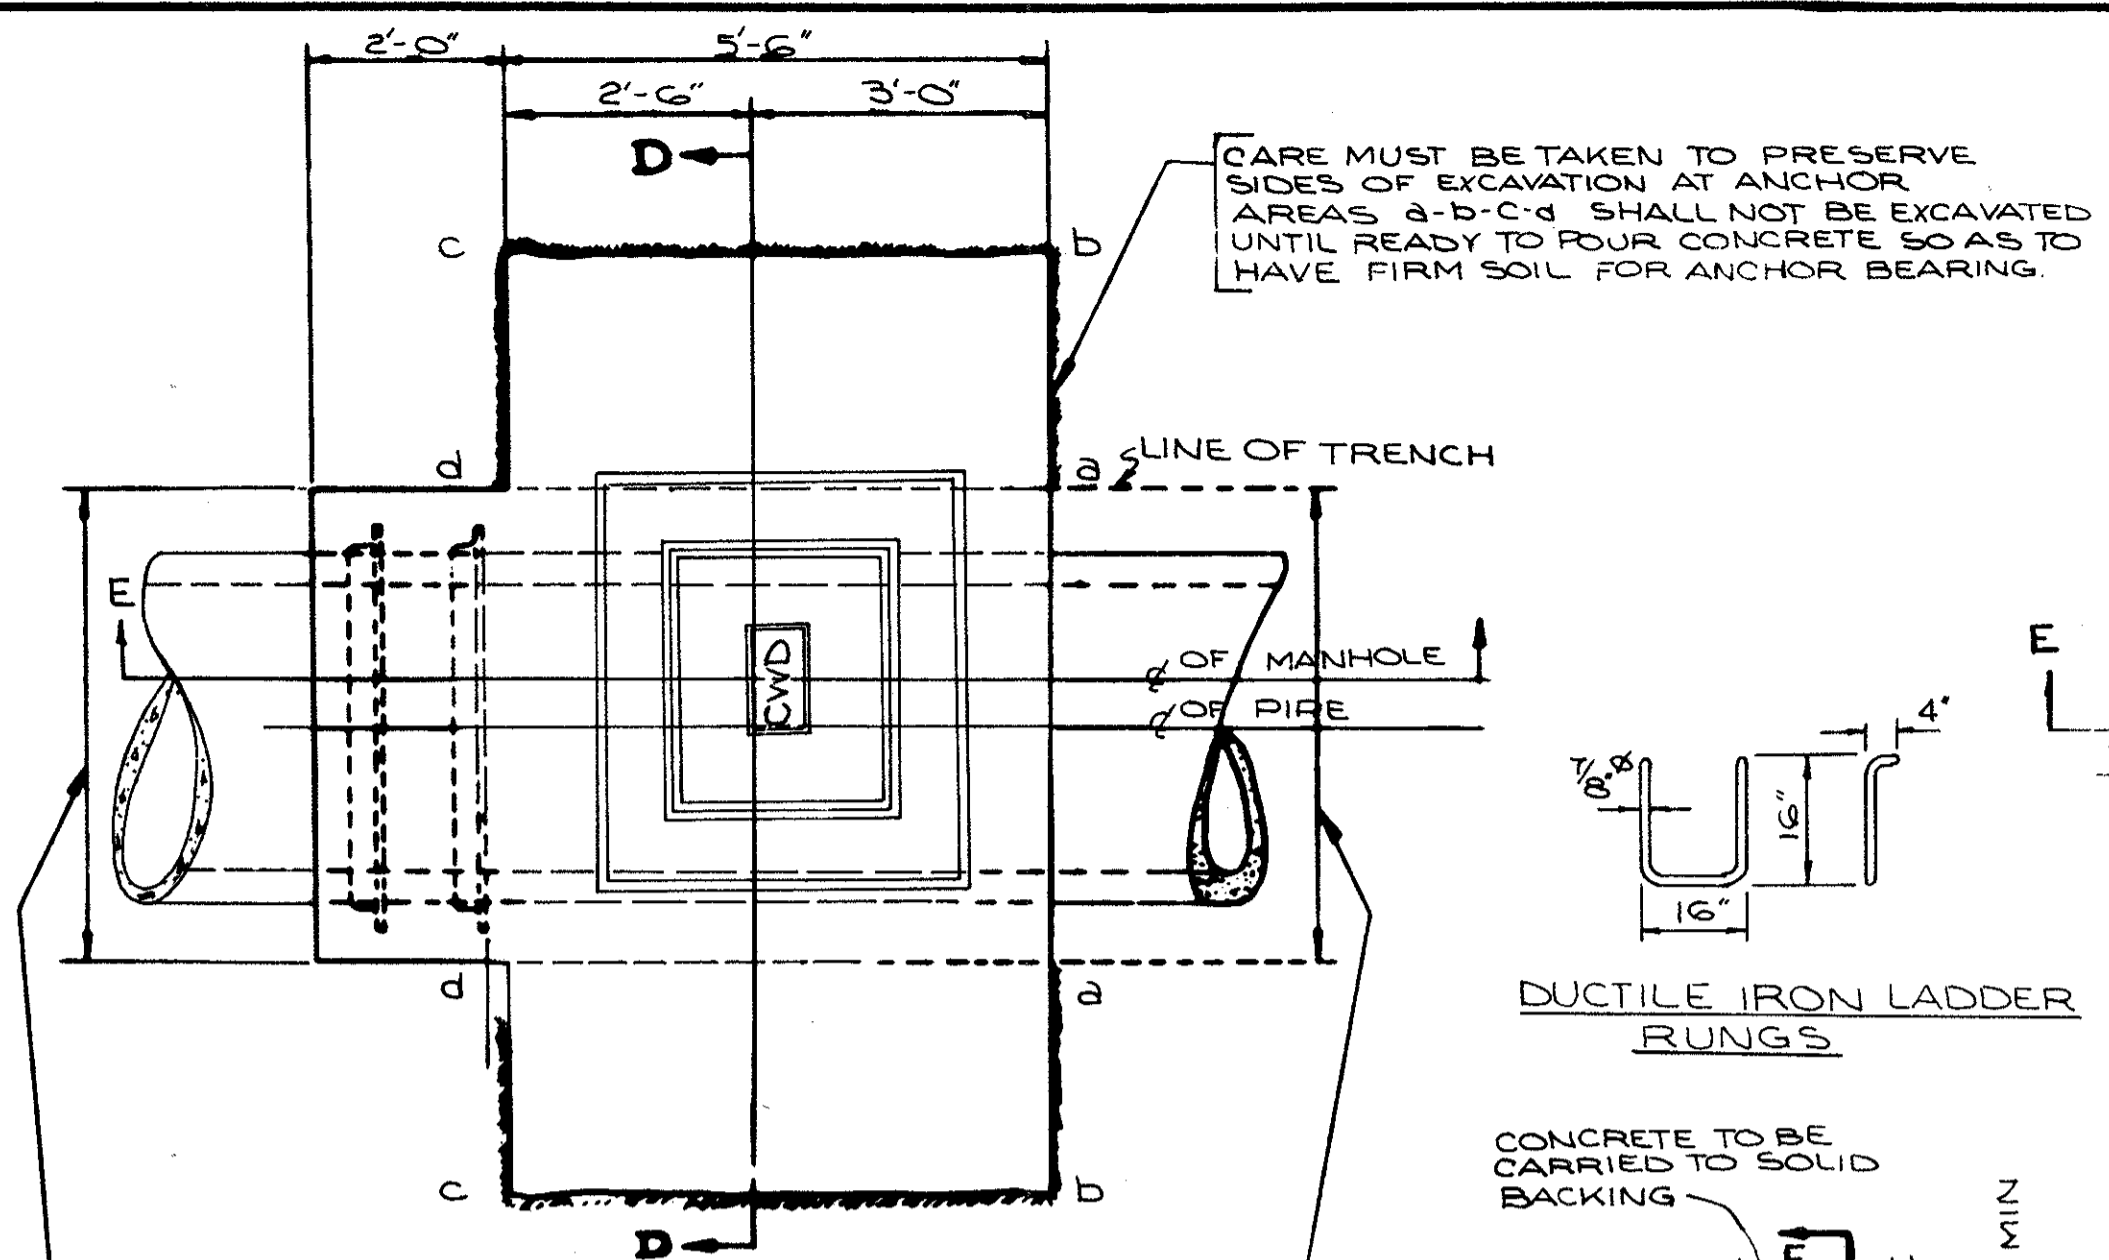 2'-0"
5'-6"
2'-6"
3'-0"
D
CARE MUST BE TAKEN TO PRESERVE
SIDES OF EXCAVATION AT ANCHOR
AREAS a-b-c-d SHALL NOT BE EXCAVATED
UNTIL READY TO POUR CONCRETE SO AS TO
HAVE FIRM SOIL FOR ANCHOR BEARING.
c
b
d
a
LINE OF TRENCH
E
CWD
℄ OF MANHOLE
℄ OF PIPE
E
4"
7/8"ø
16"
16"
d
a
DUCTILE IRON LADDER
RUNGS
CONCRETE TO BE
CARRIED TO SOLID
BACKING
c
b
D